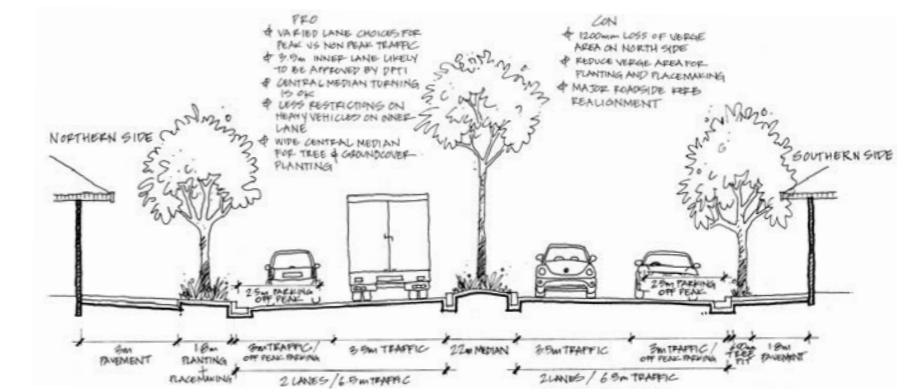 PRO
VARIED LANE CHOICES FOR
PEAK VS NON PEAK TRAFFIC
3.5m INNER LANE LIKELY
TO BE APPROVED BY DPTI
CENTRAL MEDIAN TURNING
IS OK
LESS RESTRICTIONS ON
HEAVY VEHICLES ON INNER
LANE
WIDE CENTRAL MEDIAN
FOR TREE & GROUNDCOVER
PLANTING
CON
1200mm LOSS OF VERGE
AREA ON NORTH SIDE
REDUCE VERGE AREA FOR
PLANTING AND PLACEMAKING
MAJOR ROADSIDE KERB
REALIGNMENT
NORTHERN SIDE
SOUTHERN SIDE
2.5m PARKING
OFF PEAK
2.5m PARKING
OFF PEAK
3m
PAVEMENT
1.8m
PLANTING
+
PLACEMAKING
3m TRAFFIC/
OFF PEAK PARKING
3.5m TRAFFIC
2.2m MEDIAN
3.5m TRAFFIC
3m TRAFFIC/
OFF PEAK PARKING
TREE
PIT
1.8m
PAVEMENT
2 LANES / 6.5m TRAFFIC
2 LANES / 6.5m TRAFFIC